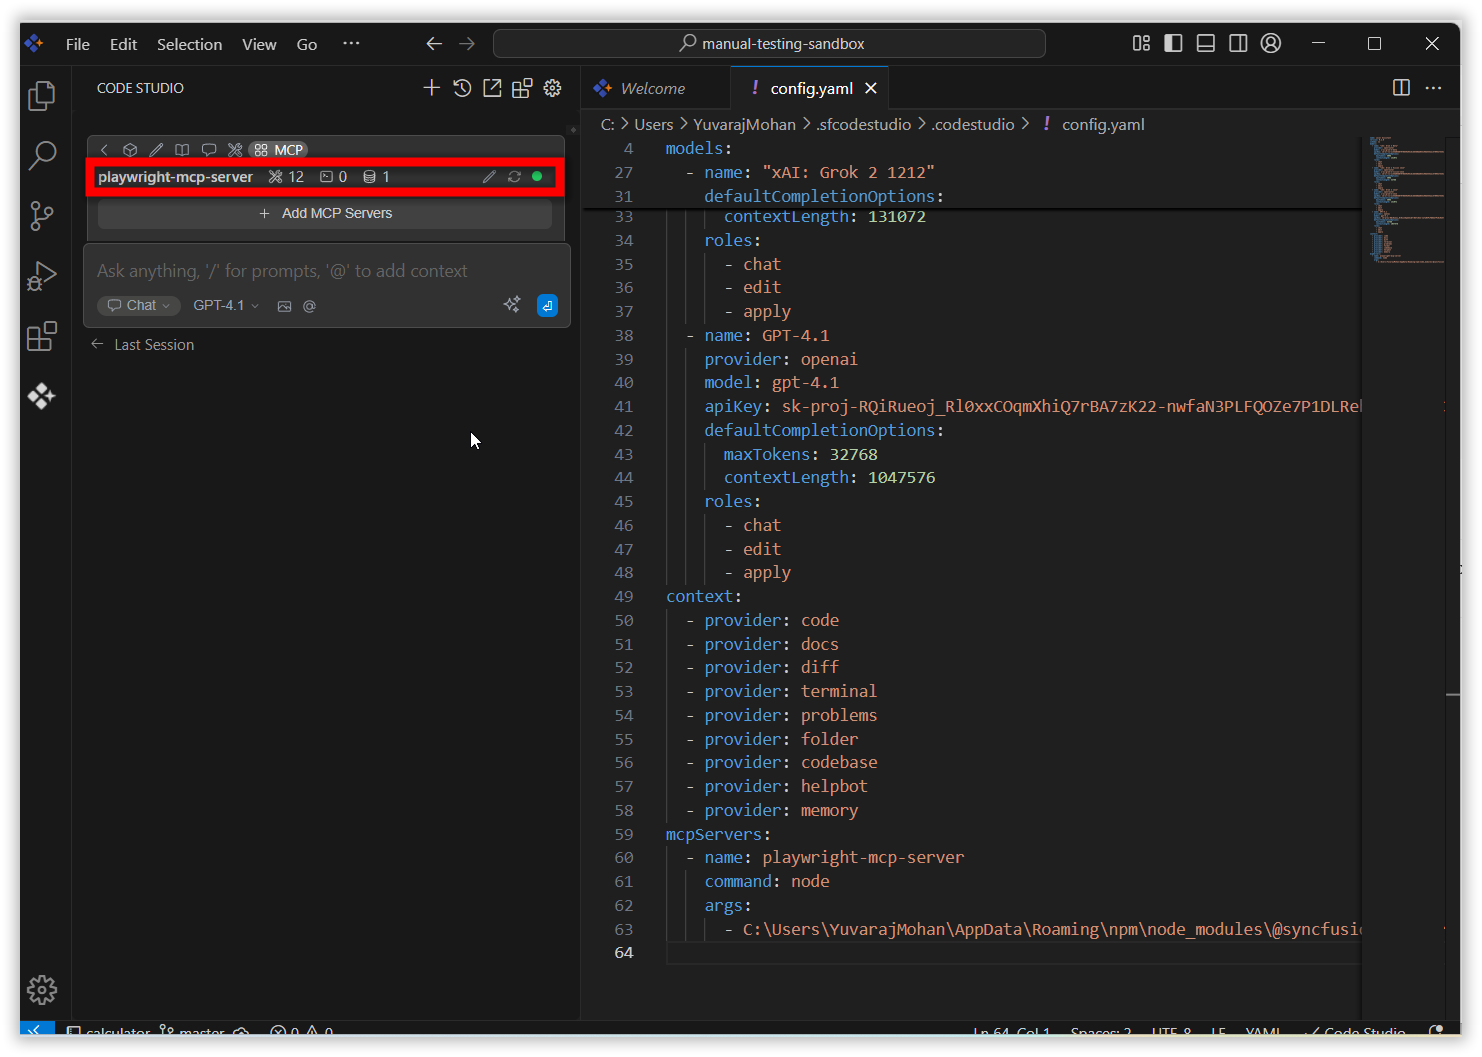 File Edit Selection View Go ··· manual-testing-sandbox
CODE STUDIO
MCP
playwright-mcp-server 12 0 1
+ Add MCP Servers
Ask anything, '/' for prompts, '@' to add context
Chat GPT-4.1
Last Session
Welcome ! config.yaml
C: > Users > YuvarajMohan > .sfcodestudio > .codestudio > ! config.yaml
4 models:
27 - name: "xAI: Grok 2 1212"
31 defaultCompletionOptions:
33 contextLength: 131072
34 roles:
35 - chat
36 - edit
37 - apply
38 - name: GPT-4.1
39 provider: openai
40 model: gpt-4.1
41 apiKey:
42 defaultCompletionOptions:
43 maxTokens: 32768
44 contextLength: 1047576
45 roles:
46 - chat
47 - edit
48 - apply
49 context:
50 - provider: code
51 - provider: docs
52 - provider: diff
53 - provider: terminal
54 - provider: problems
55 - provider: folder
56 - provider: codebase
57 - provider: helpbot
58 - provider: memory
59 mcpServers:
60 - name: playwright-mcp-server
61 command: node
62 args:
63 - C:\Users\YuvarajMohan\AppData\Roaming\npm\node_modules\@syncfusi
64
calculator master 0 0 Ln 64, Col 1 Spaces: 2 UTF-8 LF YAML Code Studio